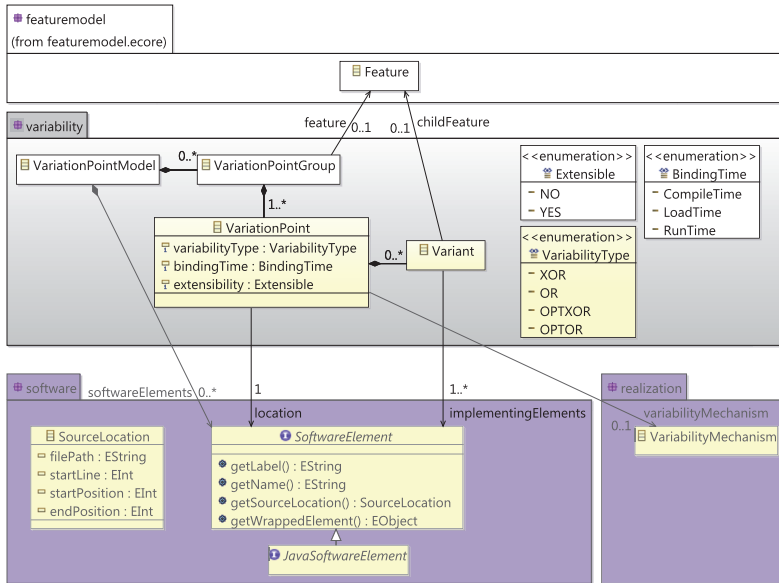 featuremodel
(from featuremodel.ecore)
Feature
variability
feature
0..1
0..1
childFeature
VariationPointModel
0..*
VariationPointGroup
1..*
VariationPoint
variabilityType : VariabilityType
bindingTime : BindingTime
extensibility : Extensible
0..*
Variant
<<enumeration>>
Extensible
NO
YES
<<enumeration>>
BindingTime
CompileTime
LoadTime
RunTime
<<enumeration>>
VariabilityType
XOR
OR
OPTXOR
OPTOR
software
softwareElements 0..*
1
location
1..*
implementingElements
realization
variabilityMechanism
0..1
VariabilityMechanism
SourceLocation
filePath : EString
startLine : EInt
startPosition : EInt
endPosition : EInt
SoftwareElement
getLabel() : EString
getName() : EString
getSourceLocation() : SourceLocation
getWrappedElement() : EObject
JavaSoftwareElement